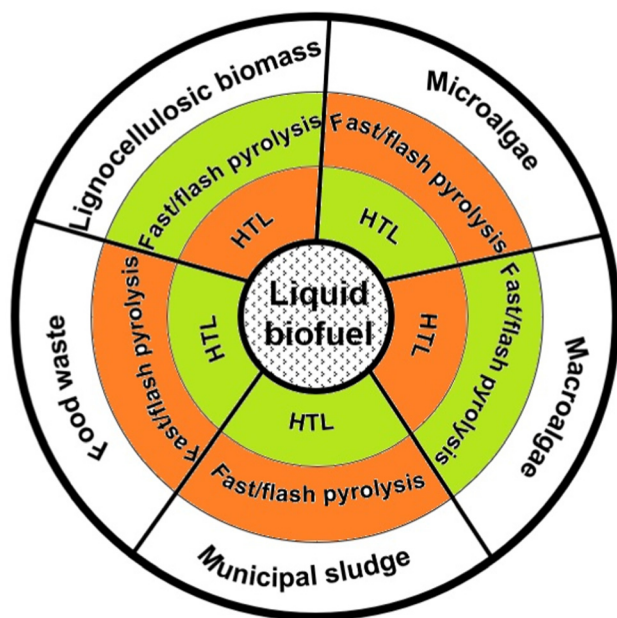 Lignocellulosic biomass
Fast/flash pyrolysis
HTL
Microalgae
Fast/flash pyrolysis
HTL
Macroalgae
Fast/flash pyrolysis
HTL
Municipal sludge
Fast/flash pyrolysis
HTL
Food waste
Fast/flash pyrolysis
HTL
Liquid
biofuel